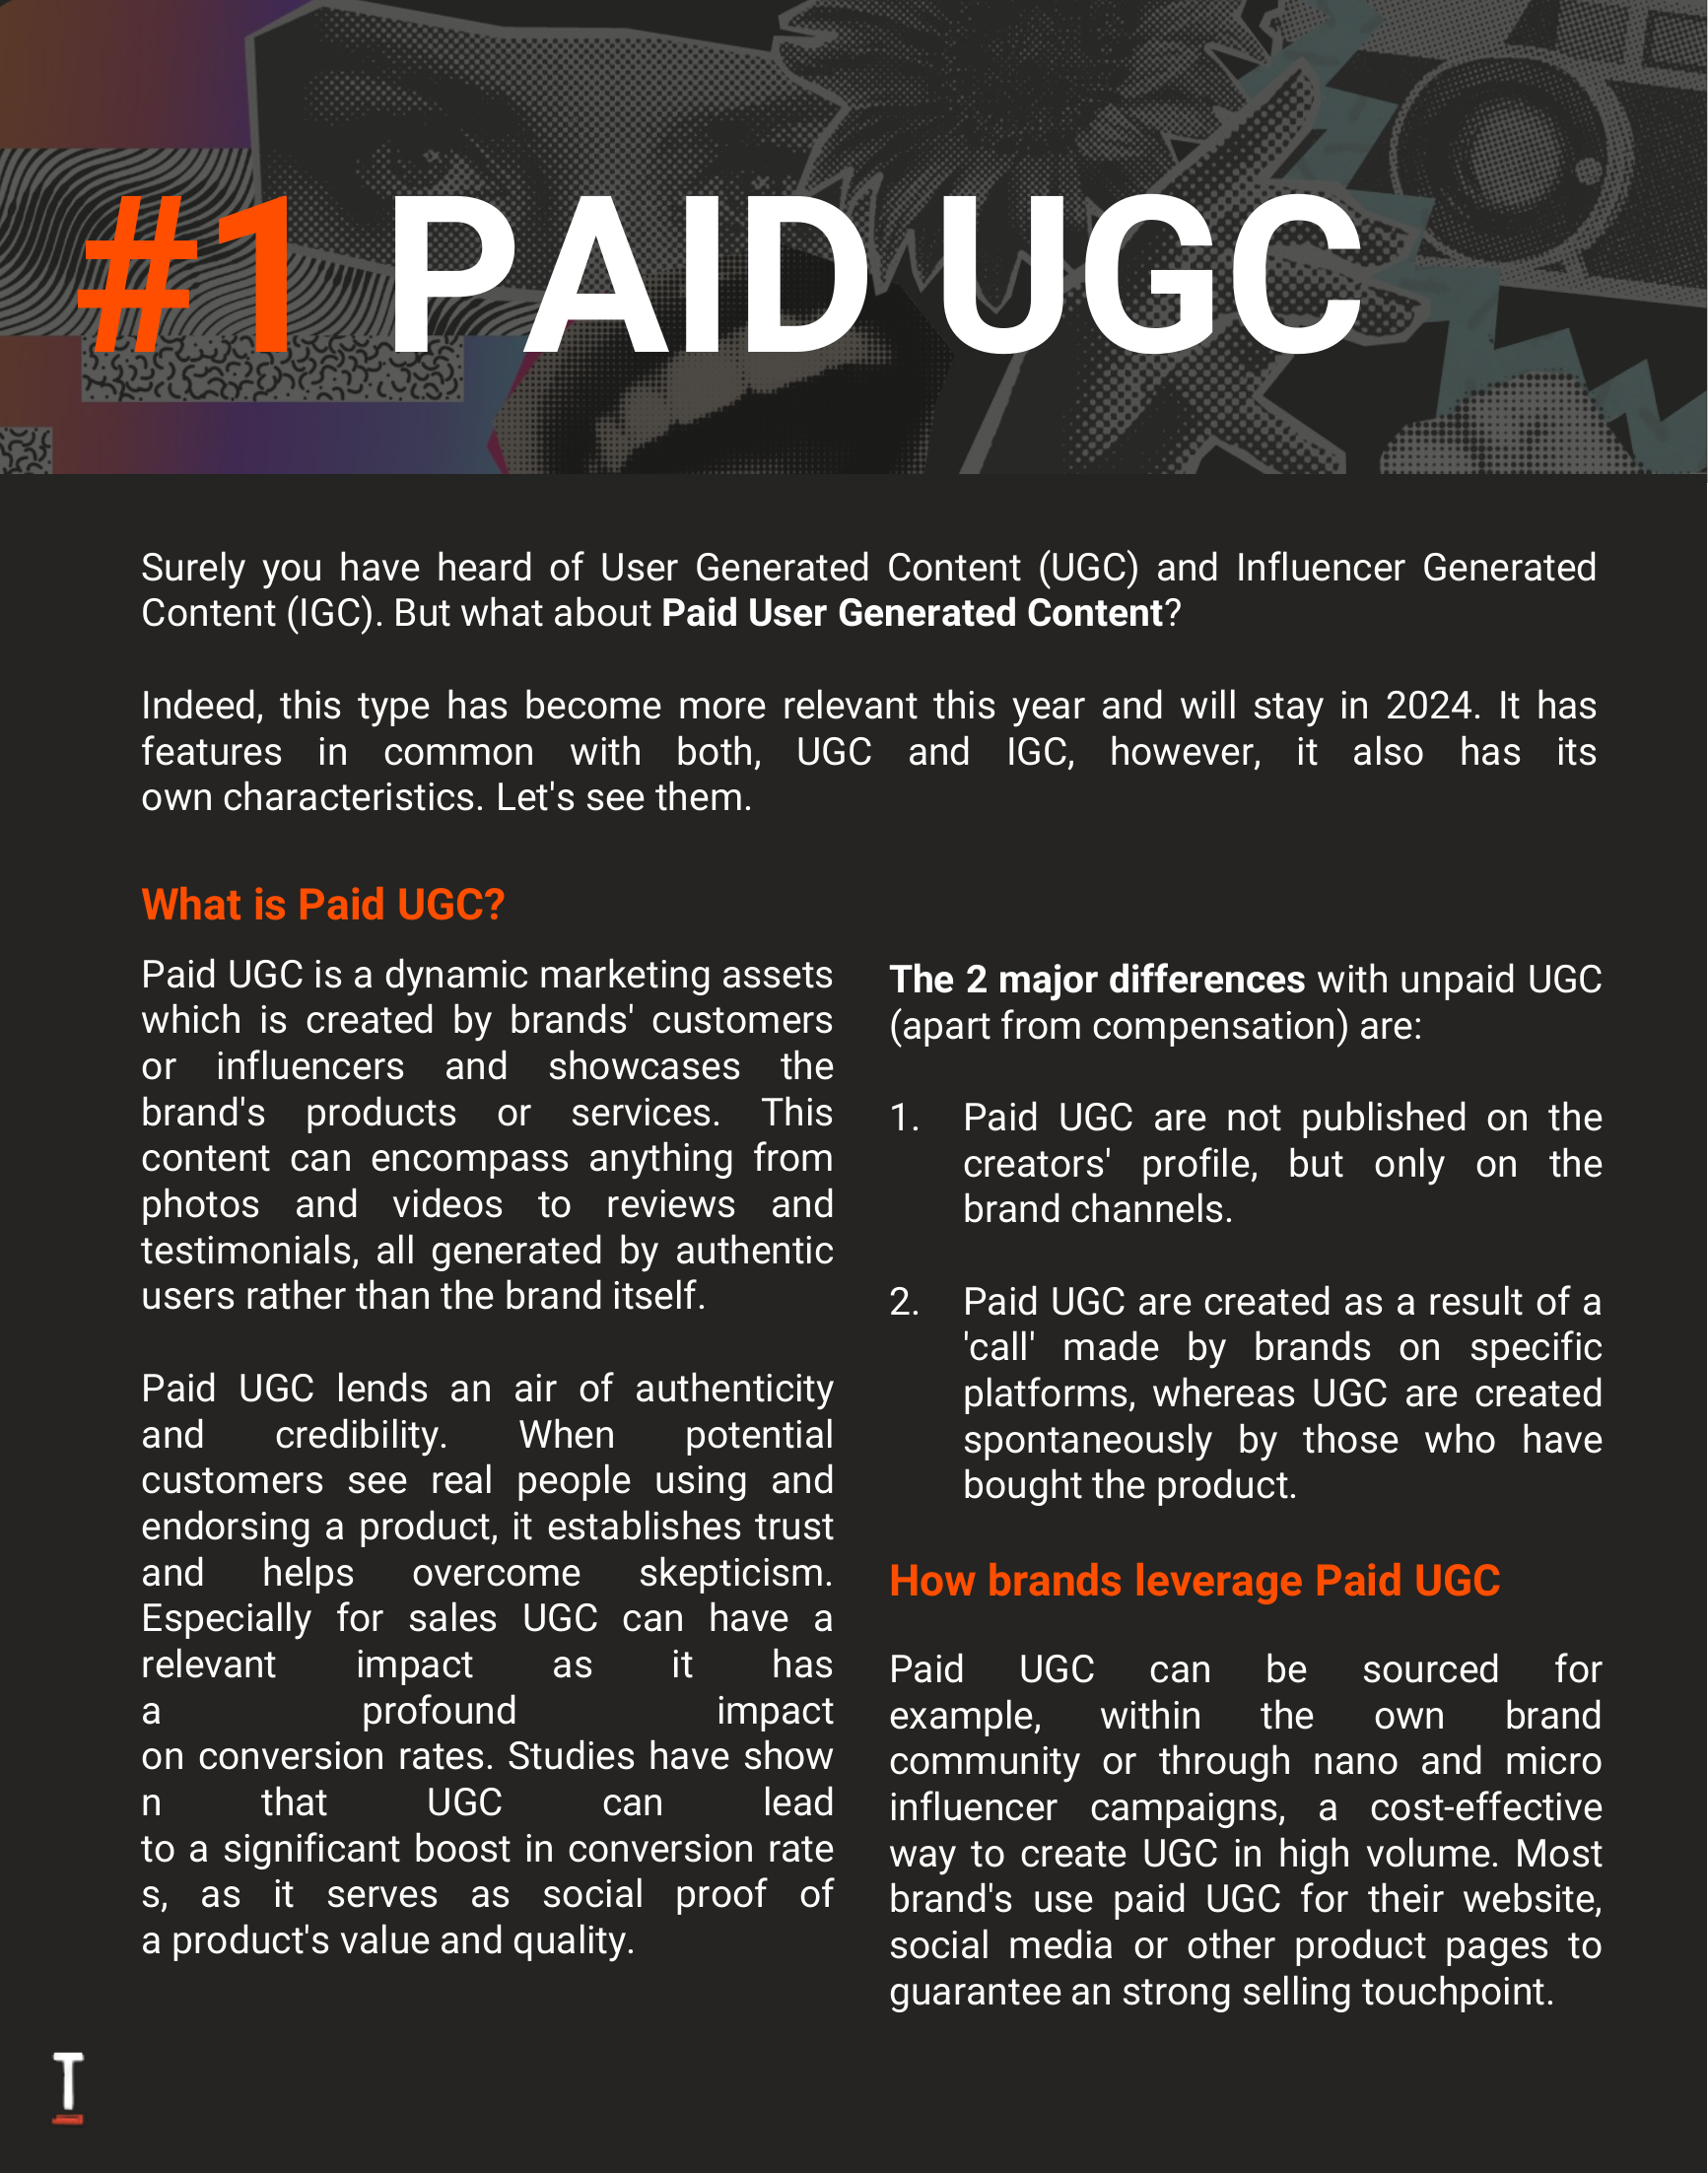 #1 PAID UGC
Surely you have heard of User Generated Content (UGC) and Influencer Generated
Content (IGC). But what about Paid User Generated Content?
Indeed, this type has become more relevant this year and will stay in 2024. It has
features in common with both, UGC and IGC, however, it also has its
own characteristics. Let's see them.
What is Paid UGC?
Paid UGC is a dynamic marketing assets
which is created by brands' customers
or influencers and showcases the
brand's products or services. This
content can encompass anything from
photos and videos to reviews and
testimonials, all generated by authentic
users rather than the brand itself.
Paid UGC lends an air of authenticity
and credibility. When potential
customers see real people using and
endorsing a product, it establishes trust
and helps overcome skepticism.
Especially for sales UGC can have a
relevant impact as it has
a profound impact
on conversion rates. Studies have show
n that UGC can lead
to a significant boost in conversion rate
s, as it serves as social proof of
a product's value and quality.
The 2 major differences with unpaid UGC
(apart from compensation) are:
1. Paid UGC are not published on the
creators' profile, but only on the
brand channels.
2. Paid UGC are created as a result of a
'call' made by brands on specific
platforms, whereas UGC are created
spontaneously by those who have
bought the product.
How brands leverage Paid UGC
Paid UGC can be sourced for
example, within the own brand
community or through nano and micro
influencer campaigns, a cost-effective
way to create UGC in high volume. Most
brand's use paid UGC for their website,
social media or other product pages to
guarantee an strong selling touchpoint.
T